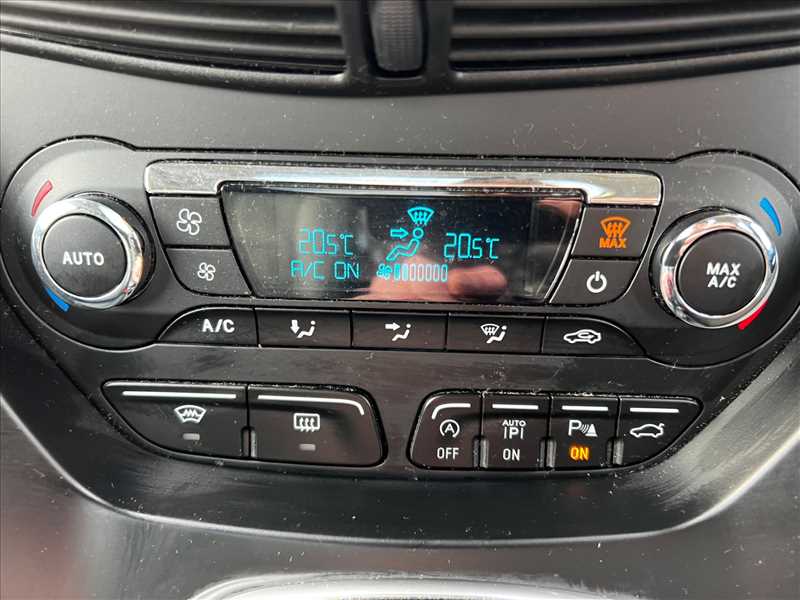 20.5°C 20.5°C
A/C ON
MAX
AUTO
MAX
A/C
A/C
A
OFF
AUTO
P
ON
P
ON